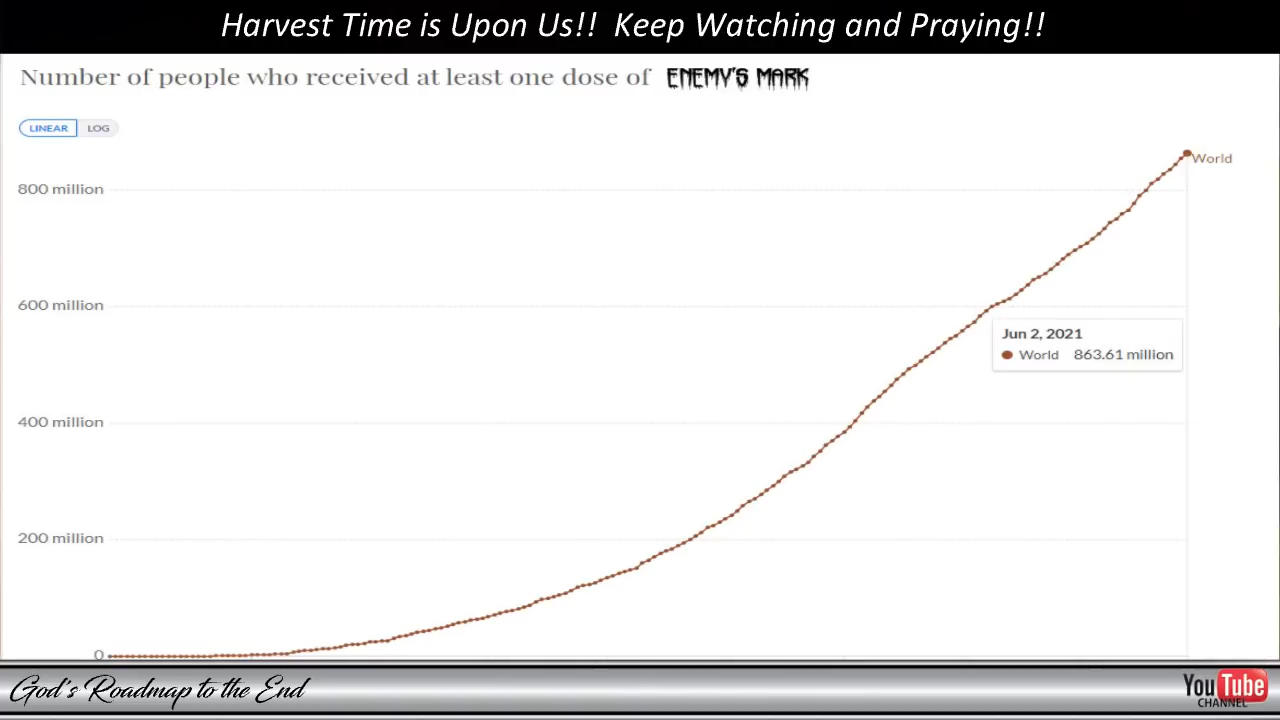 Harvest Time is Upon Us!! Keep Watching and Praying!!
Number of people who received at least one dose of ENEMY'S MARK
LINEAR LOG
World
800 million
600 million
Jun 2, 2021
World 863.61 million
400 million
200 million
0
God's Roadmap to the End
YouTube
CHANNEL